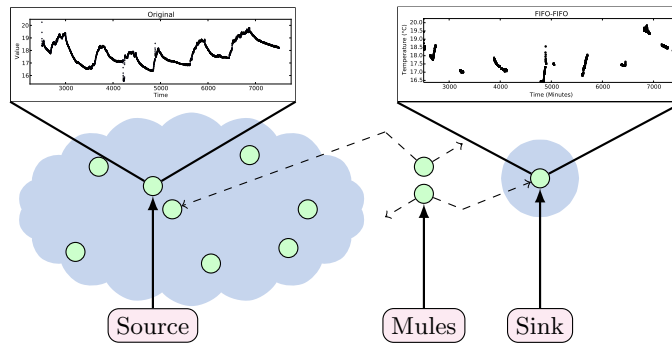 Original
Value
20
19
18
17
16
3000 4000 5000 6000 7000
Time
FIFO-FIFO
Temperature (°C)
20.0
19.5
19.0
18.5
18.0
17.5
17.0
16.5
3000 4000 5000 6000 7000
Time (Minutes)
Source
Mules
Sink